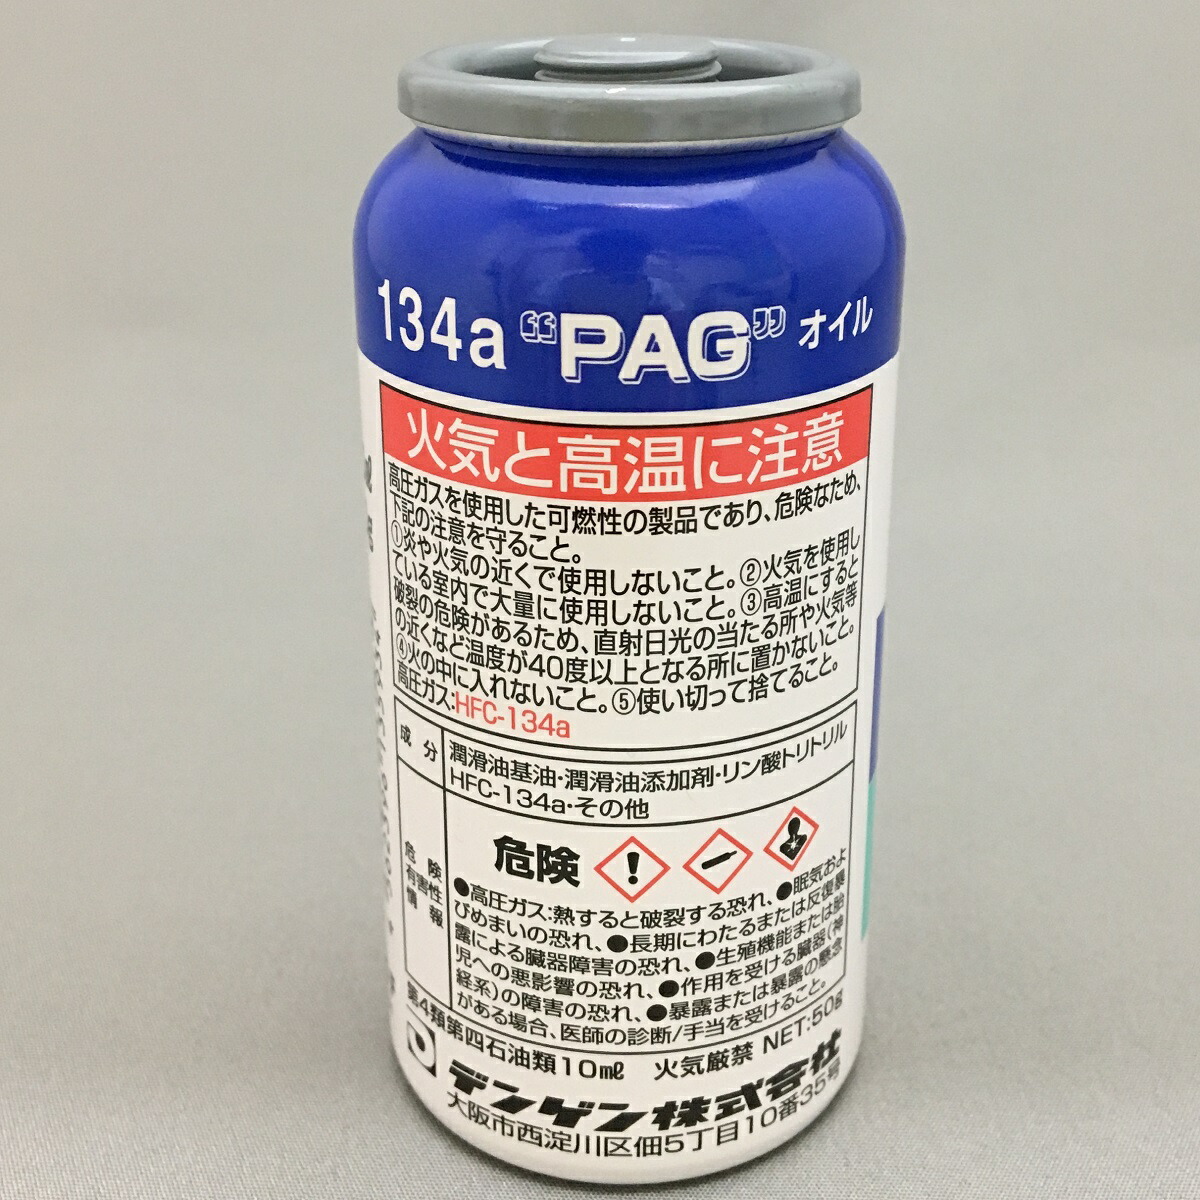 134a “PAG” オイル
火気と高温に注意
高圧ガスを使用した可燃性の製品であり、危険なため、
下記の注意を守ること。
①炎や火気の近くで使用しないこと。②火気を使用し
ている室内で大量に使用しないこと。③高温にすると
破裂の危険があるため、直射日光の当たる所や火気等
の近くなど温度が40度以上となる所に置かないこと。
④火の中に入れないこと。⑤使い切って捨てること。
高圧ガス:HFC-134a
成分
潤滑油基油・潤滑油添加剤・リン酸トリトリル
HFC-134a・その他
危険
有害性
情報
危険
●高圧ガス:熱すると破裂する恐れ、●眠気およ
びめまいの恐れ、●長期にわたるまたは反復暴
露による臓器障害の恐れ、●生殖機能または胎
児への悪影響の恐れ、●作用を受ける臓器(神
経系)の障害の恐れ、●暴露または暴露の懸念
がある場合、医師の診断/手当を受けること。
第4類第四石油類10mℓ 火気厳禁 NET:50g
デンゲン株式会社
大阪市西淀川区佃5丁目10番35号